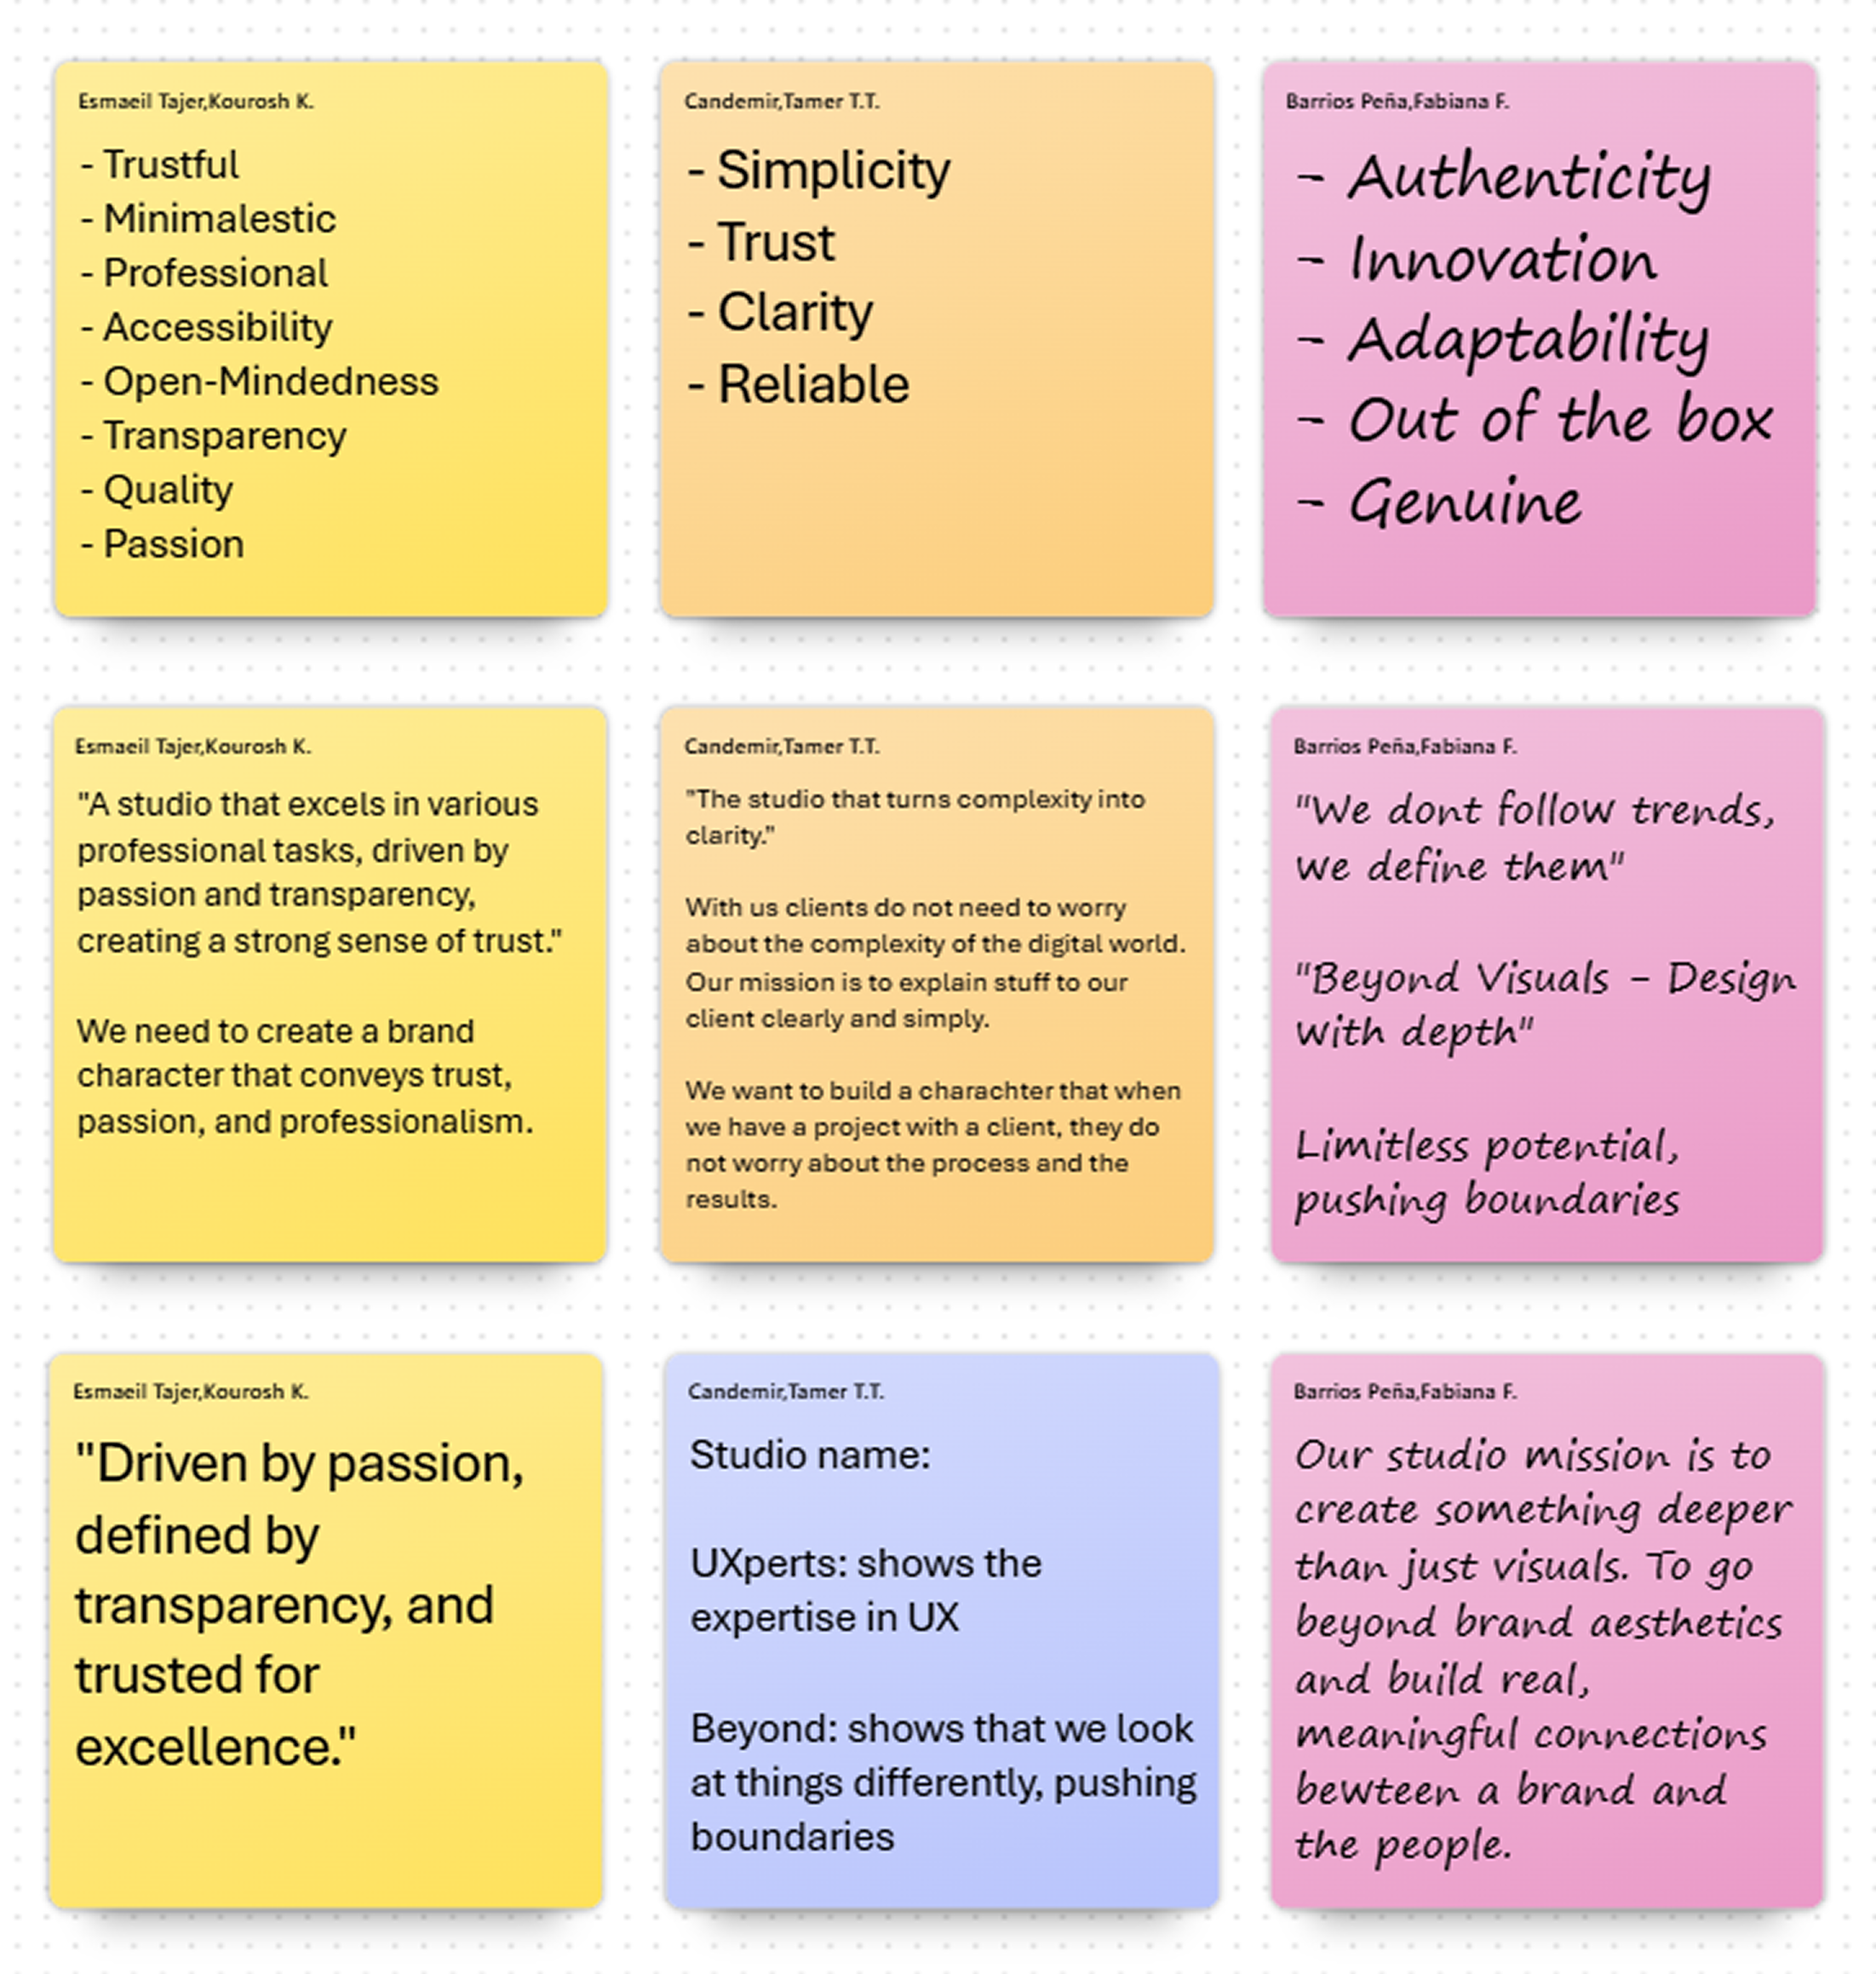 Esmaeil Tajer,Kourosh K.
- Trustful
- Minimalestic
- Professional
- Accessibility
- Open-Mindedness
- Transparency
- Quality
- Passion
Candemir,Tamer T.T.
- Simplicity
- Trust
- Clarity
- Reliable
Barrios Peña,Fabiana F.
- Authenticity
- Innovation
- Adaptability
- Out of the box
- Genuine
Esmaeil Tajer,Kourosh K.
"A studio that excels in various
professional tasks, driven by
passion and transparency,
creating a strong sense of trust."
We need to create a brand
character that conveys trust,
passion, and professionalism.
Candemir,Tamer T.T.
"The studio that turns complexity into
clarity."
With us clients do not need to worry
about the complexity of the digital world.
Our mission is to explain stuff to our
client clearly and simply.
We want to build a charachter that when
we have a project with a client, they do
not worry about the process and the
results.
Barrios Peña,Fabiana F.
"We dont follow trends,
we define them"
"Beyond Visuals - Design
with depth"
Limitless potential,
pushing boundaries
Esmaeil Tajer,Kourosh K.
"Driven by passion,
defined by
transparency, and
trusted for
excellence."
Candemir,Tamer T.T.
Studio name:
UXperts: shows the
expertise in UX
Beyond: shows that we look
at things differently, pushing
boundaries
Barrios Peña,Fabiana F.
Our studio mission is to
create something deeper
than just visuals. To go
beyond brand aesthetics
and build real,
meaningful connections
bewteen a brand and
the people.